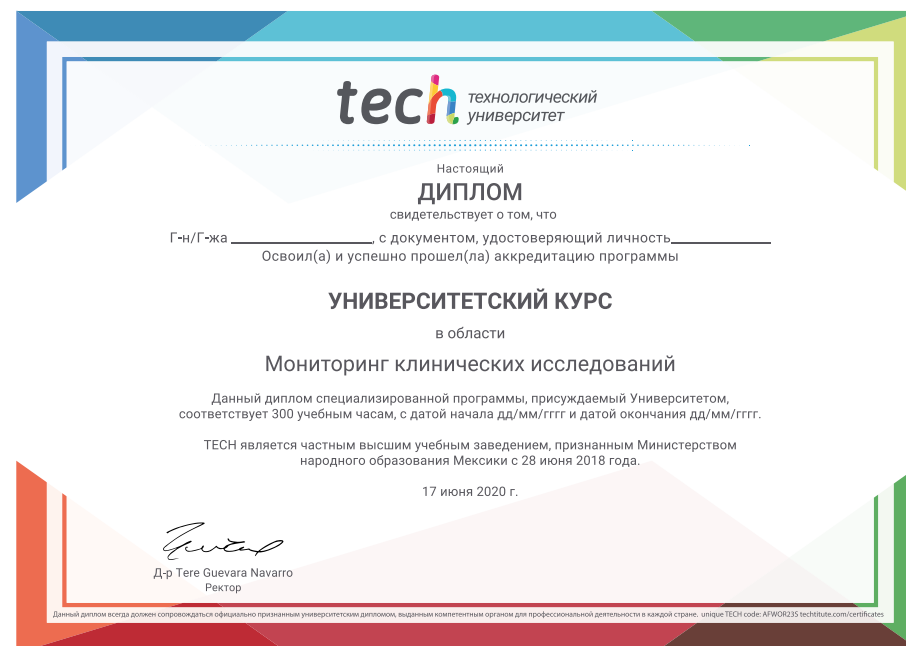 tech технологический
университет
Настоящий
ДИПЛОМ
свидетельствует о том, что
Г-н/Г-жа ____________________, с документом, удостоверяющий личность______________
Освоил(а) и успешно прошел(ла) аккредитацию программы
УНИВЕРСИТЕТСКИЙ КУРС
в области
Мониторинг клинических исследований
Данный диплом специализированной программы, присуждаемый Университетом,
соответствует 300 учебным часам, с датой начала дд/мм/гггг и датой окончания дд/мм/гггг.
TECH является частным высшим учебным заведением, признанным Министерством
народного образования Мексики с 28 июня 2018 года.
17 июня 2020 г.
Д-р Tere Guevara Navarro
Ректор
Данный диплом всегда должен сопровождаться официально признанным университетским дипломом, выданным компетентным органом для профессиональной деятельности в каждой стране. unique TECH code: AFWOR23S techtitute.com/certificates